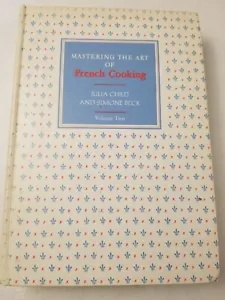 MASTERING THE ART
OF
French Cooking
JULIA CHILD
AND SIMONE BECK
Volume Two